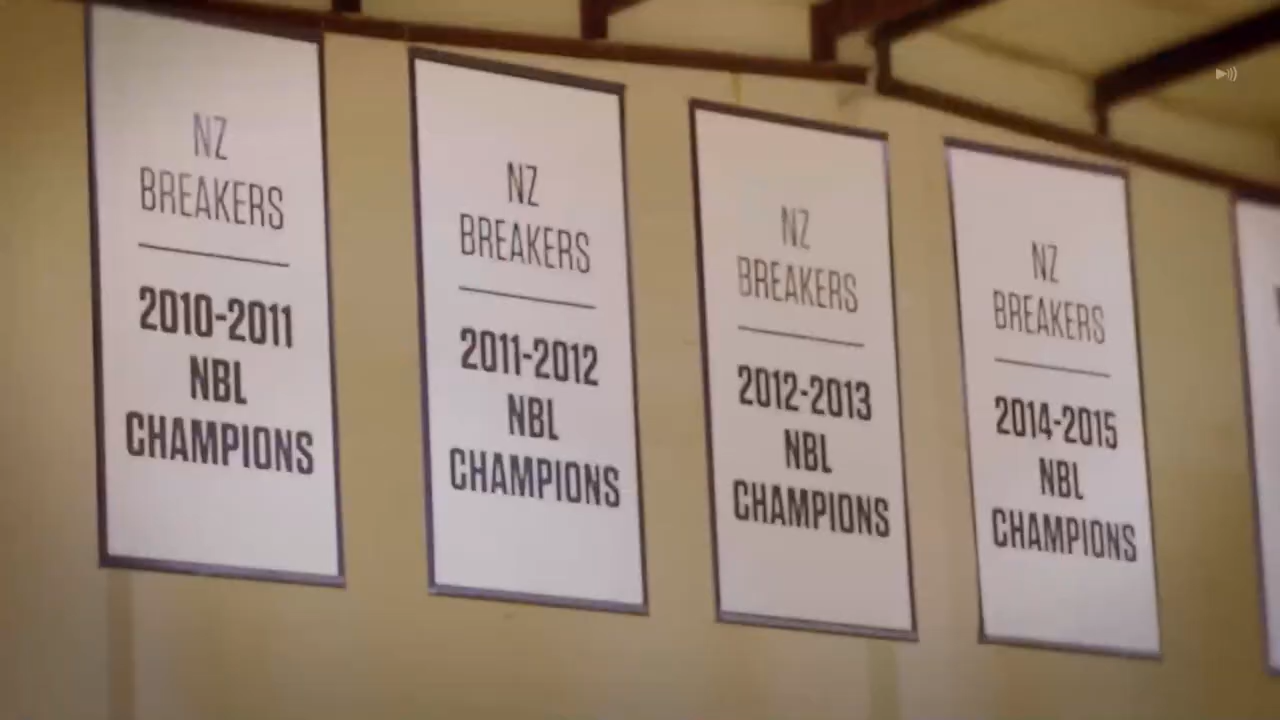 NZ
BREAKERS
2010-2011
NBL
CHAMPIONS
NZ
BREAKERS
2011-2012
NBL
CHAMPIONS
NZ
BREAKERS
2012-2013
NBL
CHAMPIONS
NZ
BREAKERS
2014-2015
NBL
CHAMPIONS